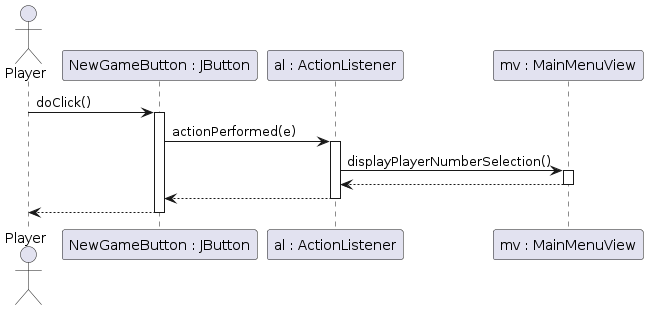 Player
NewGameButton : JButton
al : ActionListener
mv : MainMenuView
doClick()
actionPerformed(e)
displayPlayerNumberSelection()
Player
NewGameButton : JButton
al : ActionListener
mv : MainMenuView